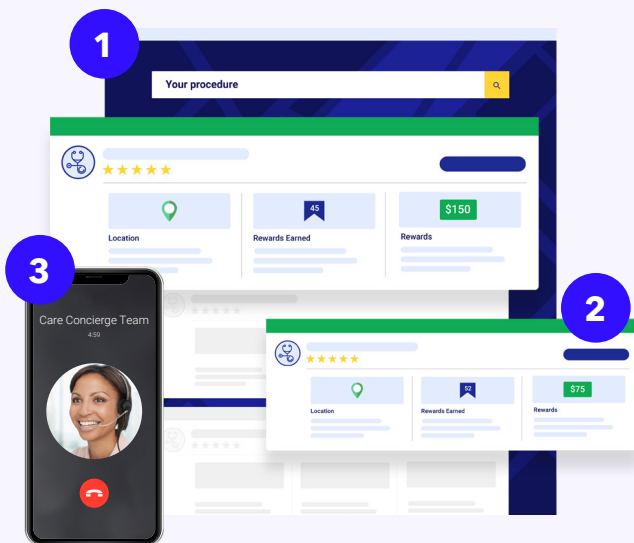 1
Your procedure
45
$150
Location
Rewards Earned
Rewards
3
Care Concierge Team
4:59
2
52
$75
Location
Rewards Earned
Rewards